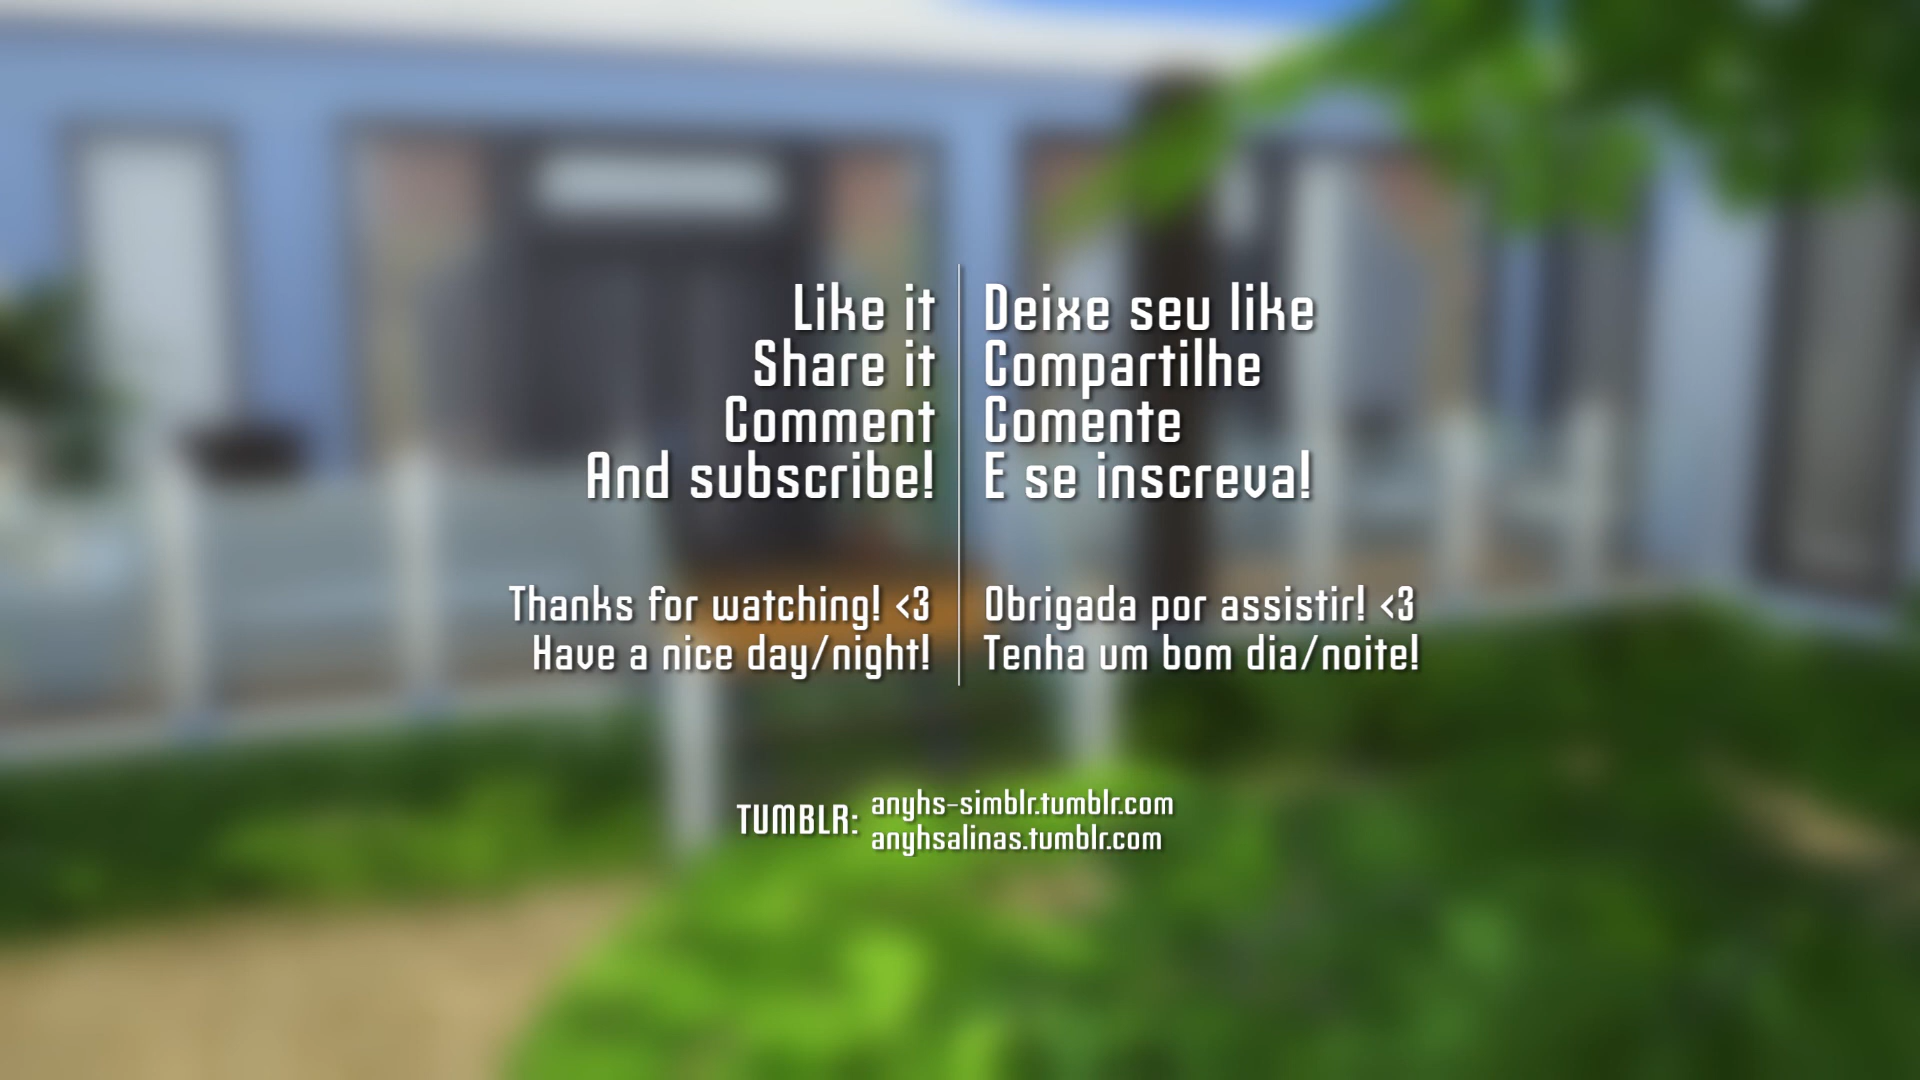 Like it
Share it
Comment
And subscribe!
Thanks for watching! <3
Have a nice day/night!
Deixe seu like
Compartilhe
Comente
E se inscreva!
Obrigada por assistir! <3
Tenha um bom dia/noite!
TUMBLR:
anyhs-simblr.tumblr.com
anyhsalinas.tumblr.com